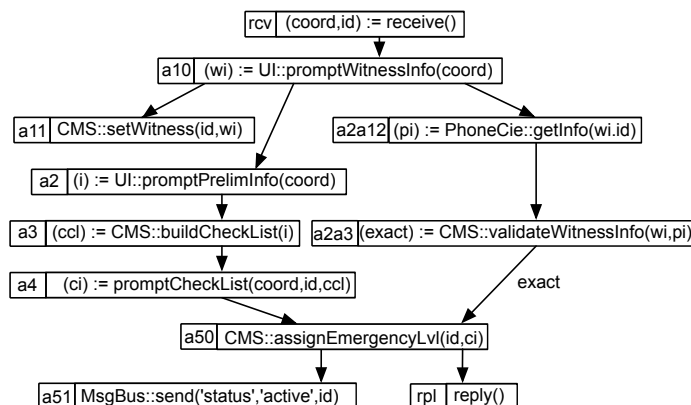 rcv (coord,id) := receive()
a10 (wi) := UI::promptWitnessInfo(coord)
a11 CMS::setWitness(id,wi)
a2a12 (pi) := PhoneCie::getInfo(wi.id)
a2 (i) := UI::promptPrelimInfo(coord)
a3 (ccl) := CMS::buildCheckList(i)
a2a3 (exact) := CMS::validateWitnessInfo(wi,pi)
a4 (ci) := promptCheckList(coord,id,ccl)
exact
a50 CMS::assignEmergencyLvl(id,ci)
a51 MsgBus::send('status','active',id)
rpl reply()